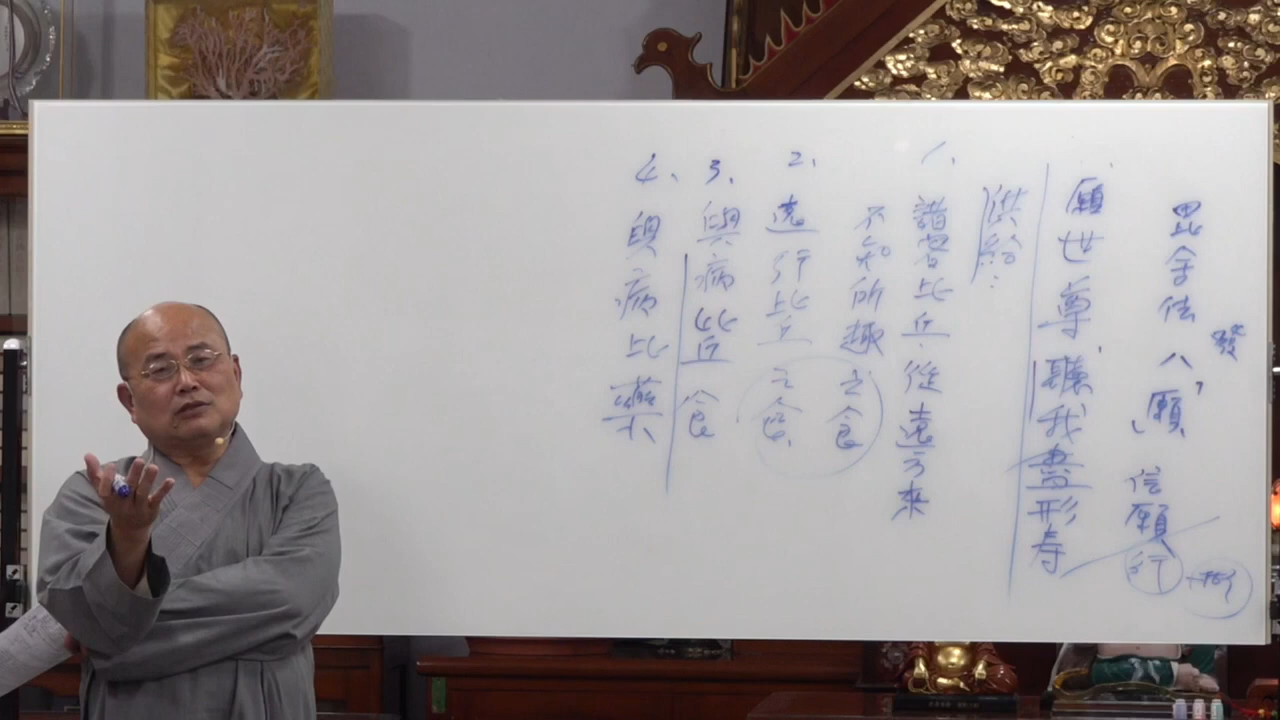 毘舍佉發八「願」
信願行
願世尊聽我盡形壽
供給:
1、諸客比丘從遠方來
不知所趣之食
2、遠行比丘之食
3、與病比丘食
4、與病比藥